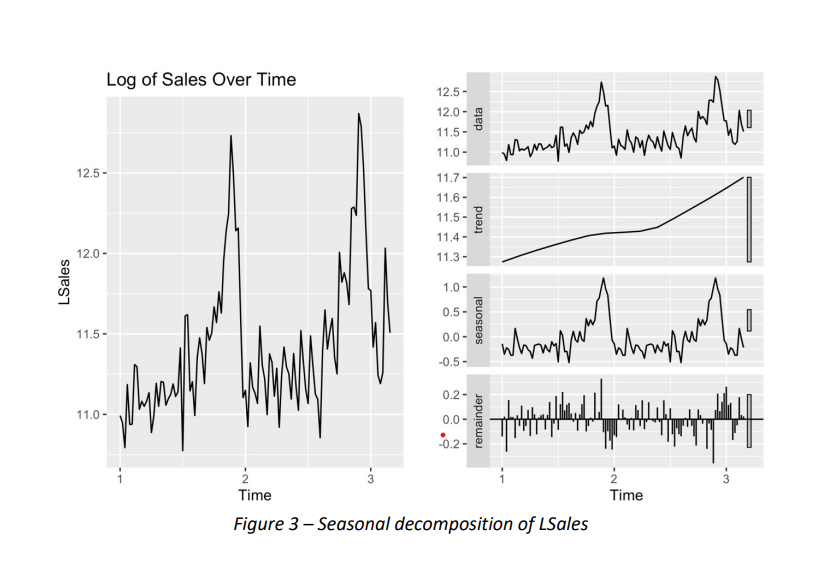 Log of Sales Over Time
LSales
12.5
12.0
11.5
11.0
1
2
3
Time
data
12.5
12.0
11.5
11.0
trend
11.7
11.6
11.5
11.4
11.3
seasonal
1.0
0.5
0.0
-0.5
remainder
0.2
0.0
-0.2
1
2
3
Time
Figure 3 – Seasonal decomposition of LSales